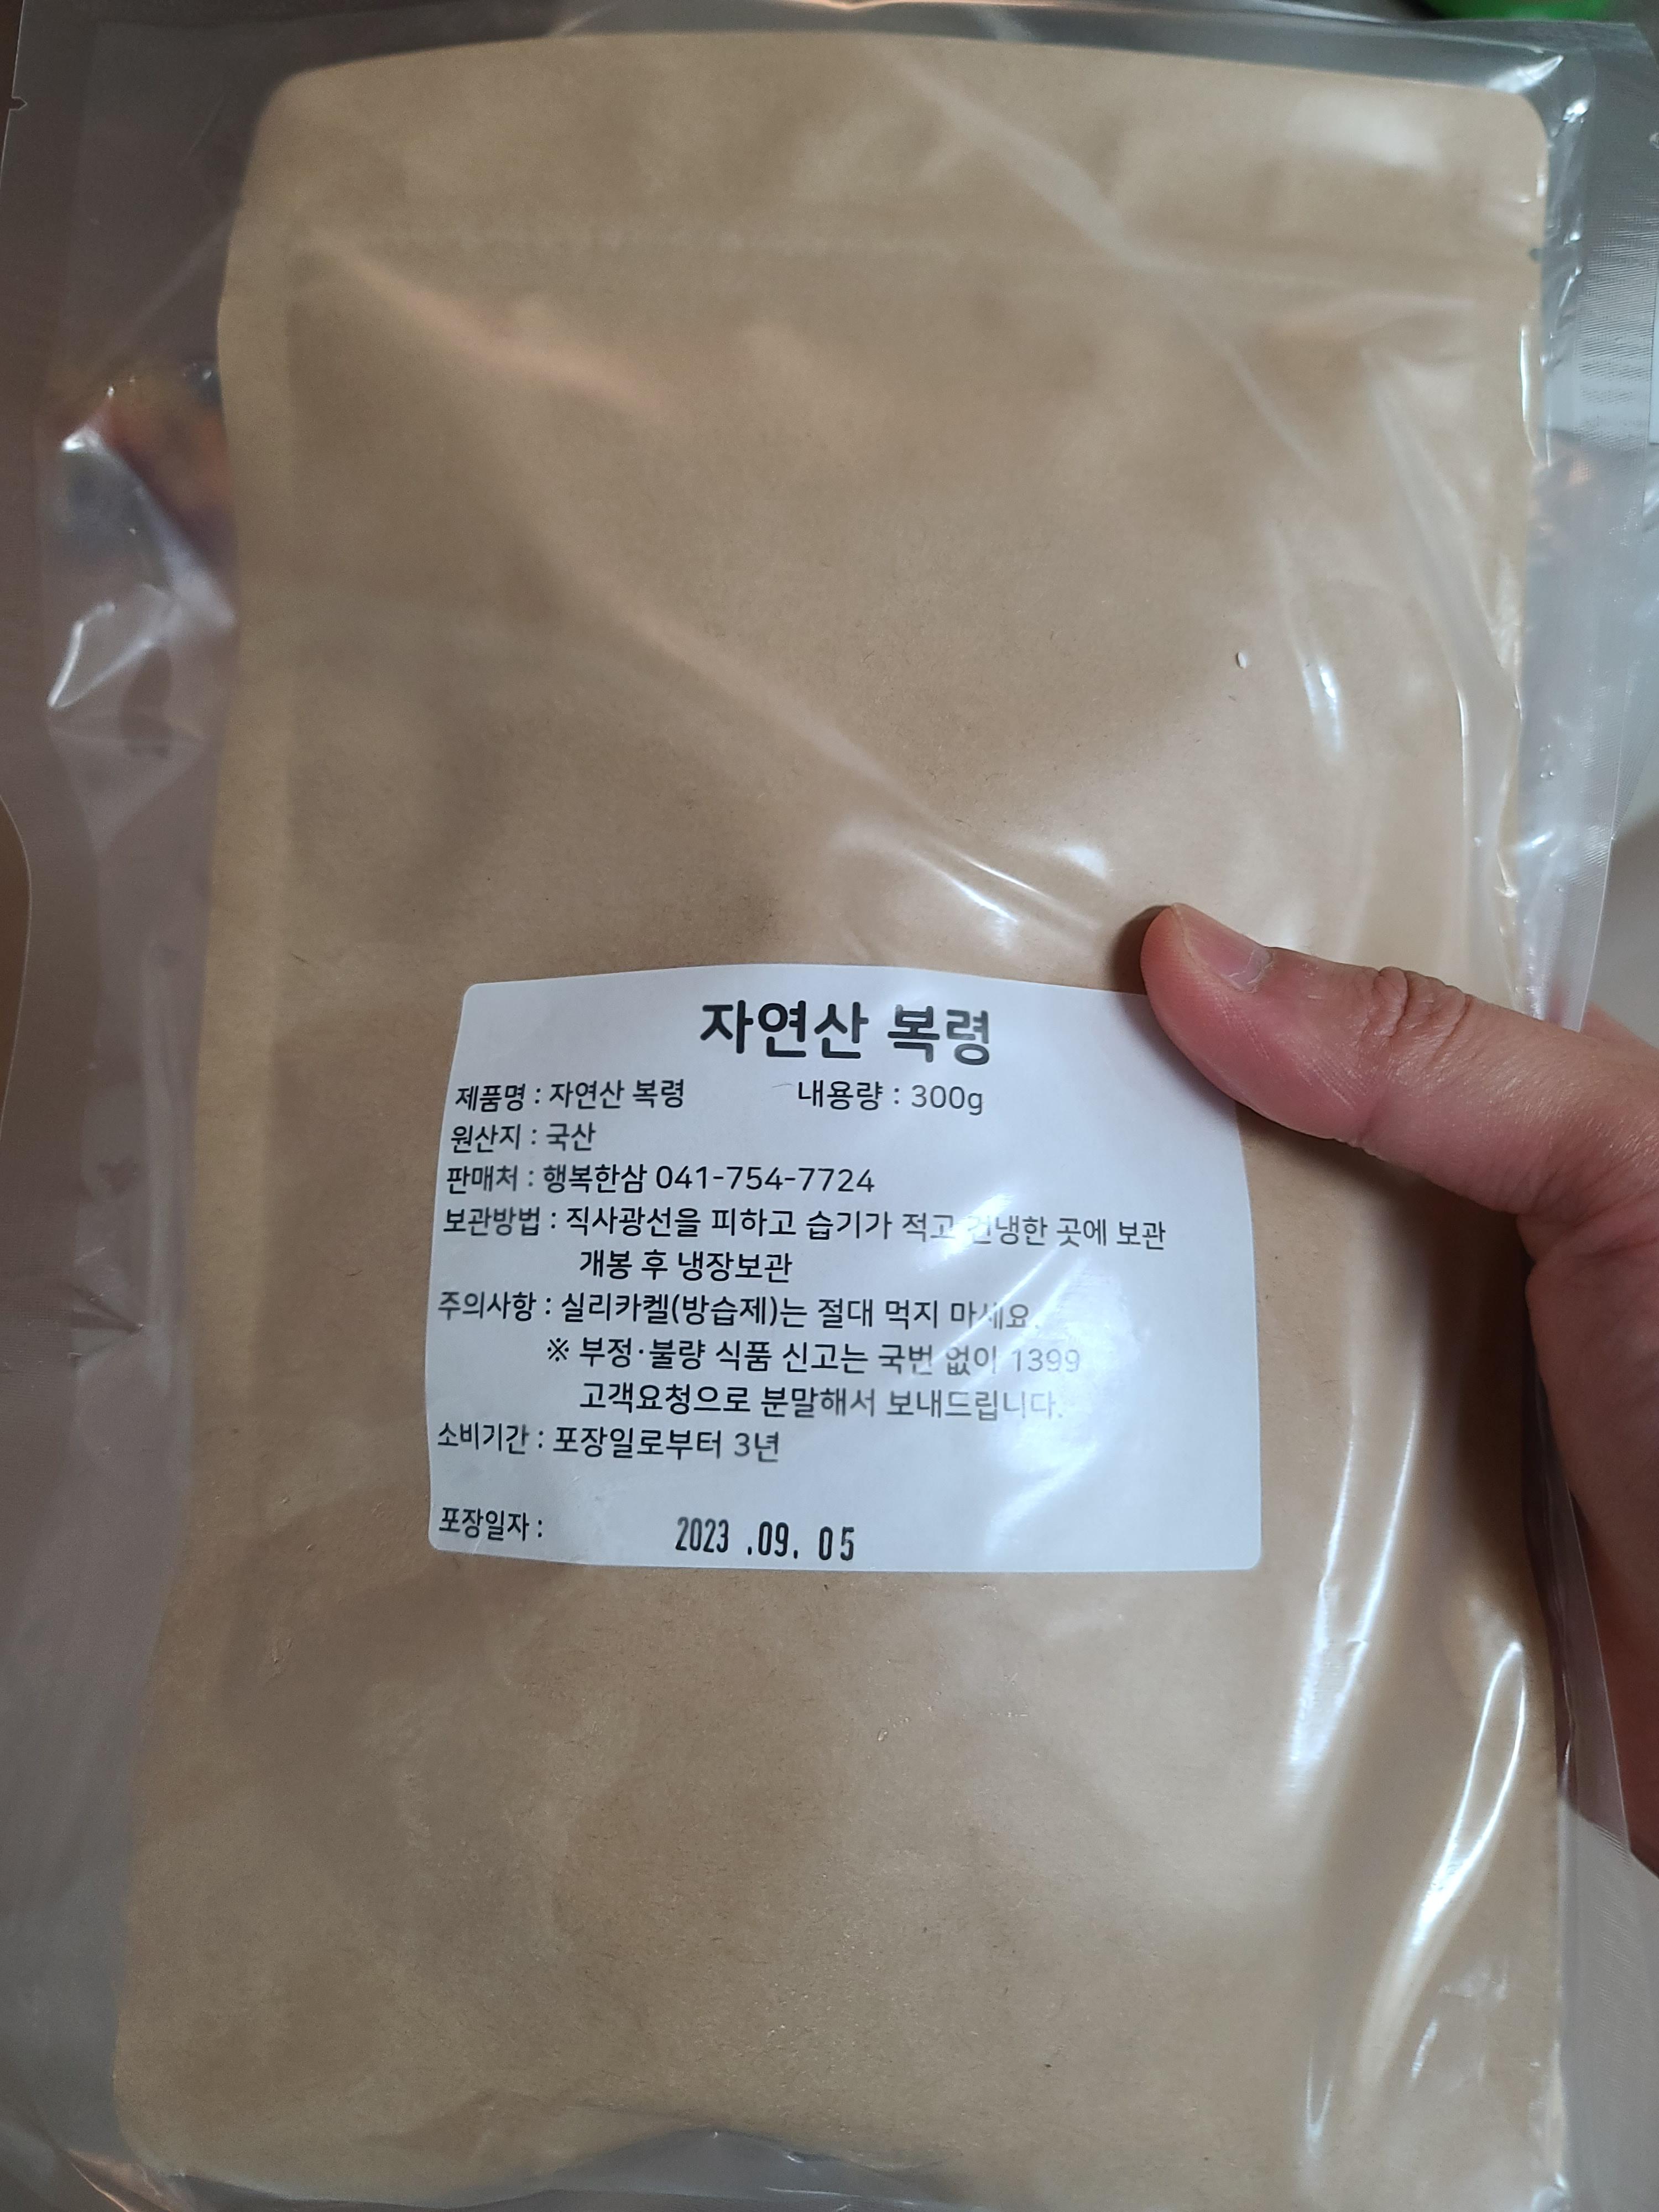 자연산 복령
제품명 : 자연산 복령 내용량 : 300g
원산지 : 국산
판매처 : 행복한삼 041-754-7724
보관방법 : 직사광선을 피하고 습기가 적고 건냉한 곳에 보관
개봉 후 냉장보관
주의사항 : 실리카켈(방습제)는 절대 먹지 마세요.
※ 부정·불량 식품 신고는 국번 없이 1399
고객요청으로 분말해서 보내드립니다.
소비기간 : 포장일로부터 3년
포장일자 : 2023 .09. 05